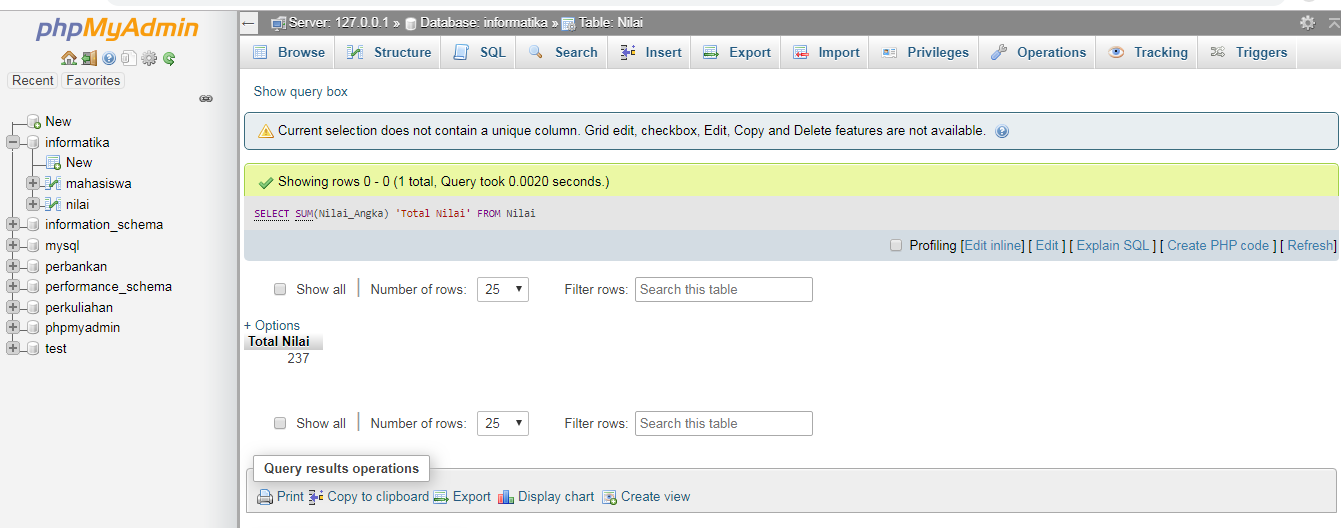 phpMyAdmin
Recent Favorites
New
informatika
New
mahasiswa
nilai
information_schema
mysql
perbankan
performance_schema
perkuliahan
phpmyadmin
test
Server: 127.0.0.1 » Database: informatika » Table: Nilai
Browse Structure SQL Search Insert Export Import Privileges Operations Tracking Triggers
Show query box
Current selection does not contain a unique column. Grid edit, checkbox, Edit, Copy and Delete features are not available.
Showing rows 0 - 0 (1 total, Query took 0.0020 seconds.)
SELECT SUM(Nilai_Angka) 'Total Nilai' FROM Nilai
Profiling [Edit inline] [ Edit ] [ Explain SQL ] [ Create PHP code ] [ Refresh]
Show all | Number of rows: 25 Filter rows: Search this table
+ Options
Total Nilai
237
Show all | Number of rows: 25 Filter rows: Search this table
Query results operations
Print Copy to clipboard Export Display chart Create view